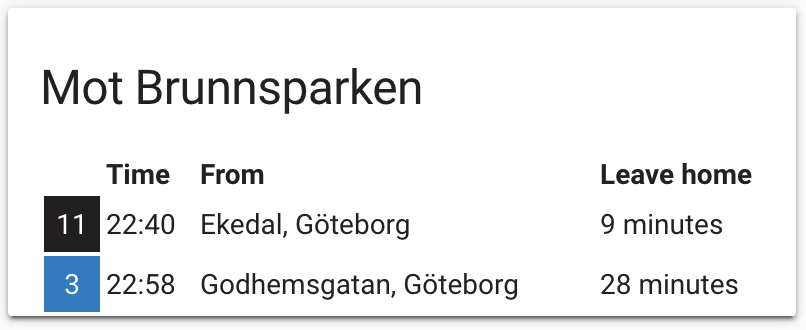 Mot Brunnsparken
Time From Leave home
11 22:40 Ekedal, Göteborg 9 minutes
3 22:58 Godhemsgatan, Göteborg 28 minutes